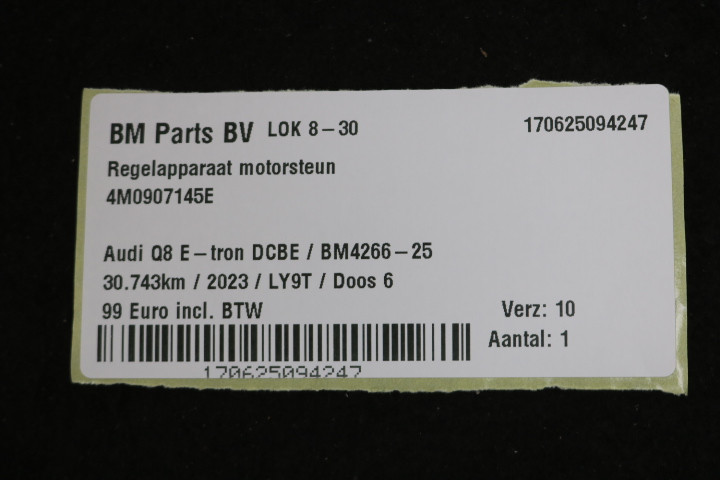 BM Parts BV LOK 8-30 170625094247
Regelapparaat motorsteun
4M0907145E
Audi Q8 E-tron DCBE / BM4266-25
30.743km / 2023 / LY9T / Doos 6
99 Euro incl. BTW Verz: 10
Aantal: 1
170625094247